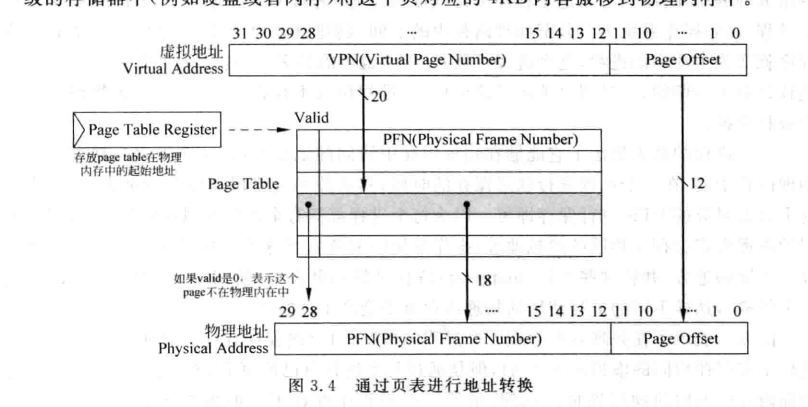 级的存储器中(例如硬盘或者闪存)将这个页对应的4KB内容搬移到物理内存中。
31 30 29 28 ... 15 14 13 12 11 10 ... 1 0
虚拟地址
Virtual Address
VPN(Virtual Page Number)
Page Offset
20
Valid
Page Table Register
PFN(Physical Frame Number)
存放page table在物理
内存中的起始地址
Page Table
12
如果valid是0，表示这个
page不在物理内在中
18
29 28 ... 15 14 13 12 11 10 ... 0
物理地址
Physical Address
PFN(Physical Frame Number)
Page Offset
图 3.4 通过页表进行地址转换